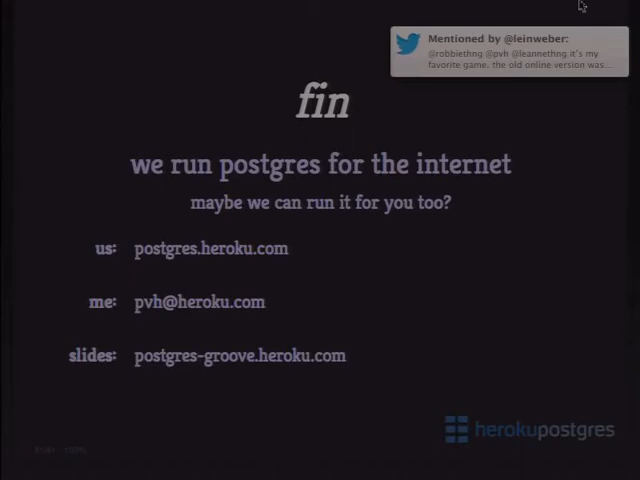 Mentioned by @leinweber:
@robbiethng @pvh @leannethng it's my
favorite game. the old online version was...
fin
we run postgres for the internet
maybe we can run it for you too?
us: postgres.heroku.com
me: pvh@heroku.com
slides: postgres-groove.heroku.com
herokupostgres